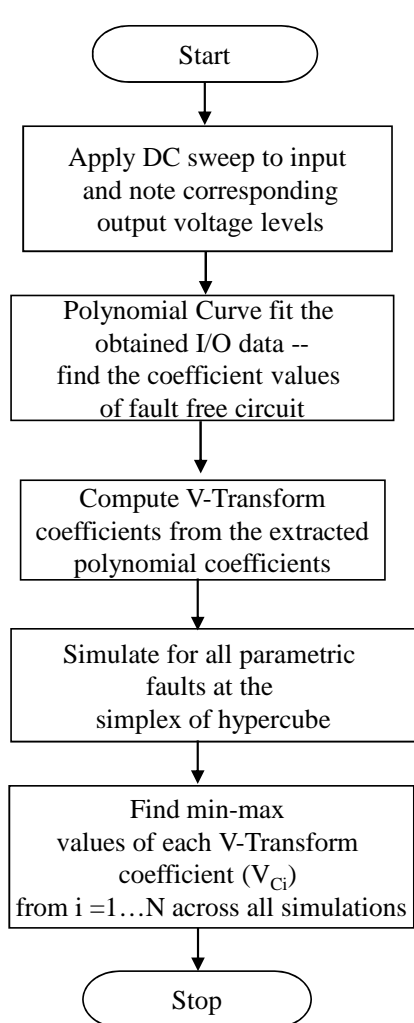 Start
Apply DC sweep to input
and note corresponding
output voltage levels
Polynomial Curve fit the
obtained I/O data --
find the coefficient values
of fault free circuit
Compute V-Transform
coefficients from the extracted
polynomial coefficients
Simulate for all parametric
faults at the
simplex of hypercube
Find min-max
values of each V-Transform
coefficient (V_Ci)
from i =1…N across all simulations
Stop